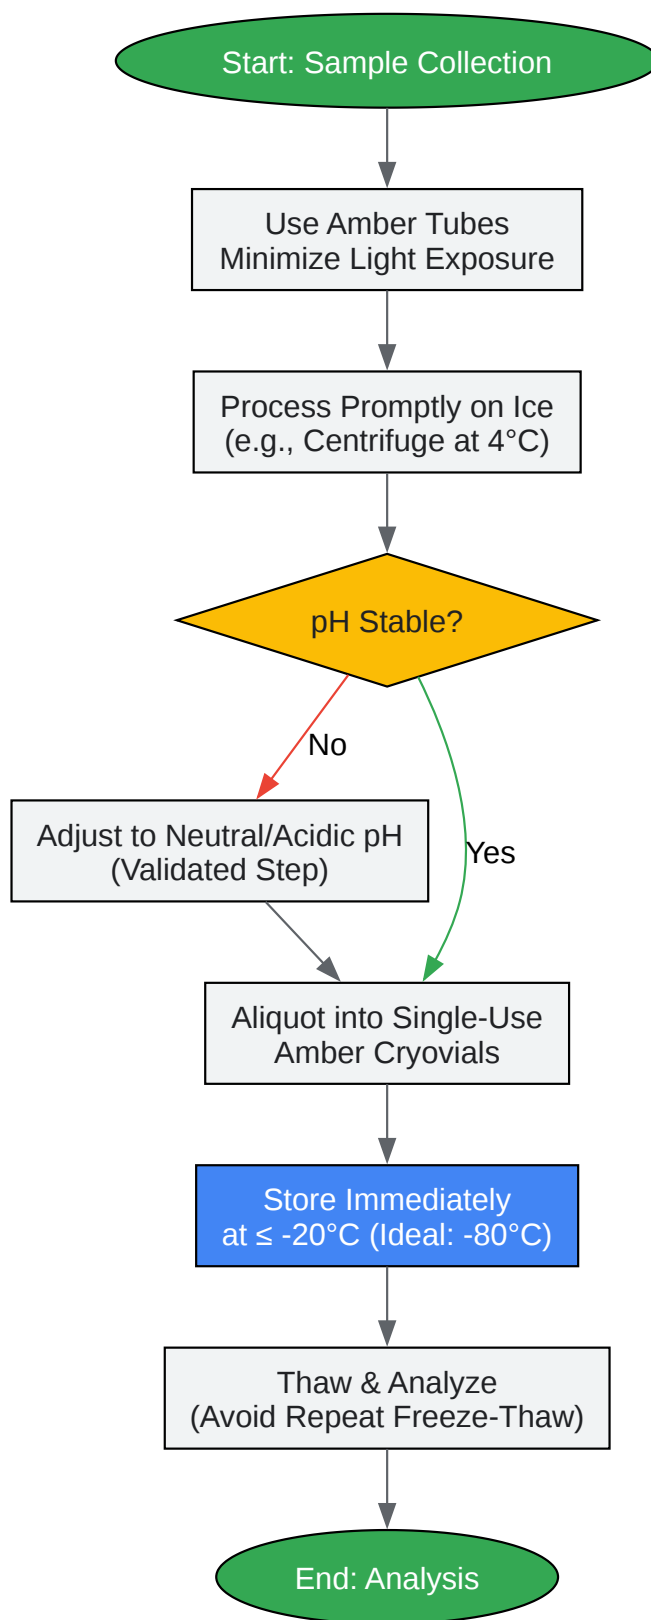 Start: Sample Collection
Use Amber Tubes
Minimize Light Exposure
Process Promptly on Ice
(e.g., Centrifuge at 4°C)
pH Stable?
No
Adjust to Neutral/Acidic pH
(Validated Step)
Yes
Aliquot into Single-Use
Amber Cryovials
Store Immediately
at ≤ -20°C (Ideal: -80°C)
Thaw & Analyze
(Avoid Repeat Freeze-Thaw)
End: Analysis